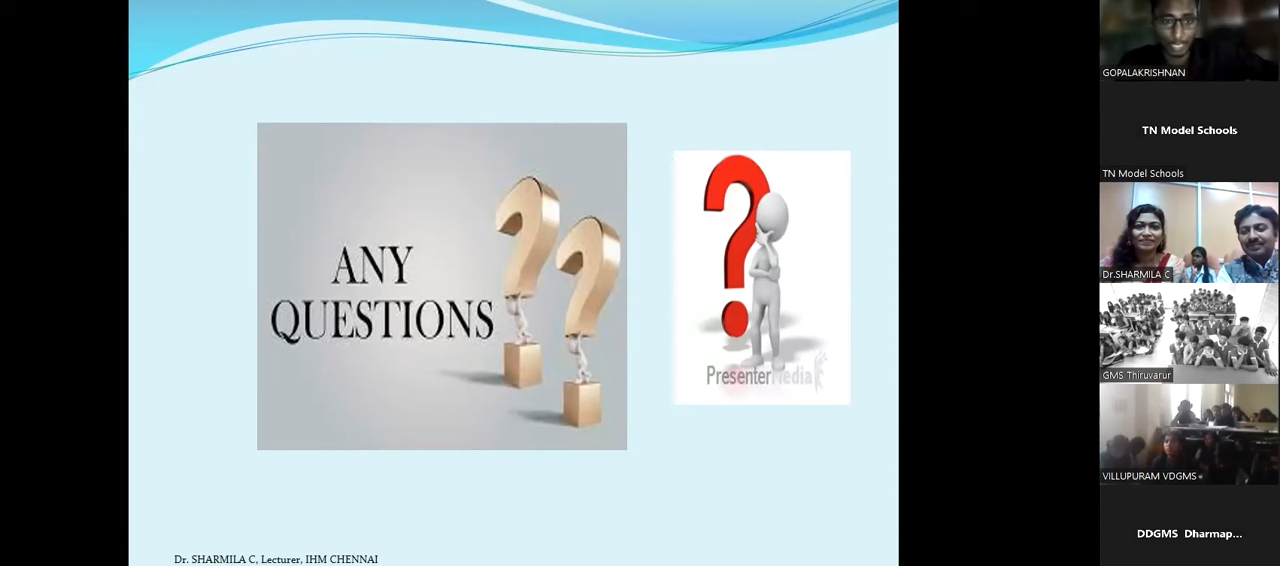 ANY
QUESTIONS
PresenterMedia
Dr. SHARMILA C, Lecturer, IHM CHENNAI
GOPALAKRISHNAN
TN Model Schools
TN Model Schools
Dr.SHARMILA C
GMS Thiruvarur
VILLUPURAM VDGMS
DDGMS Dharmap...